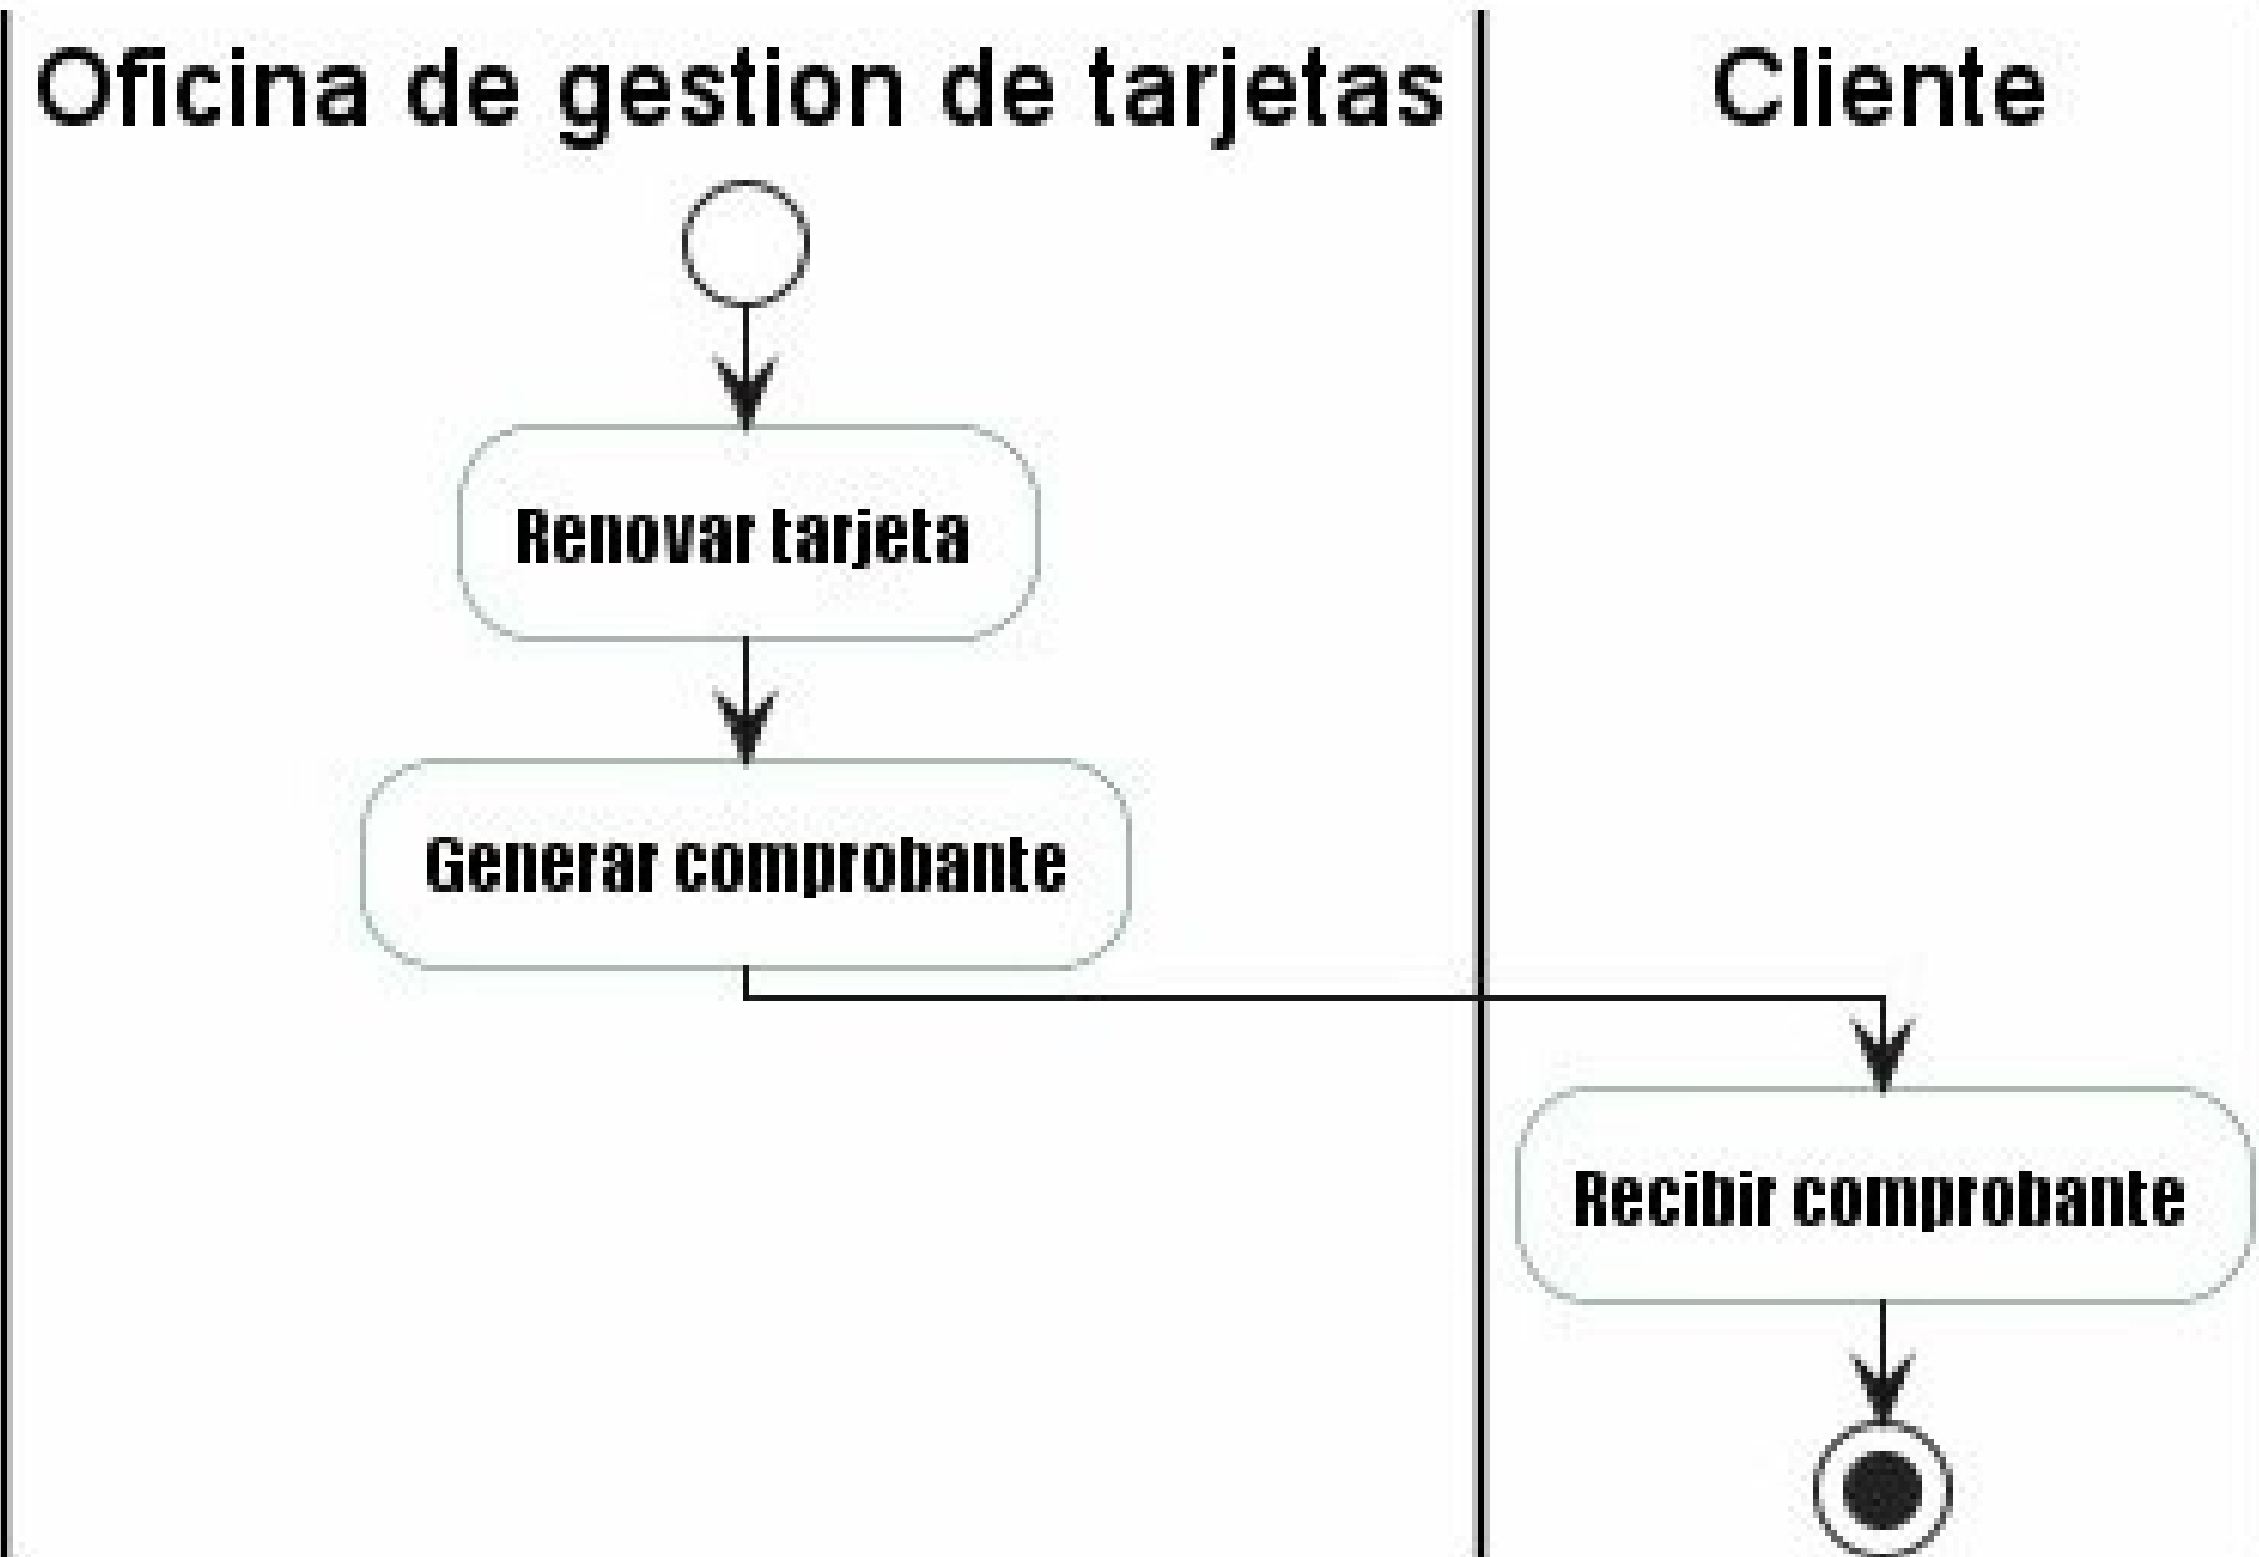 Oficina de gestion de tarjetas
Cliente
Renovar tarjeta
Generar comprobante
Recibir comprobante